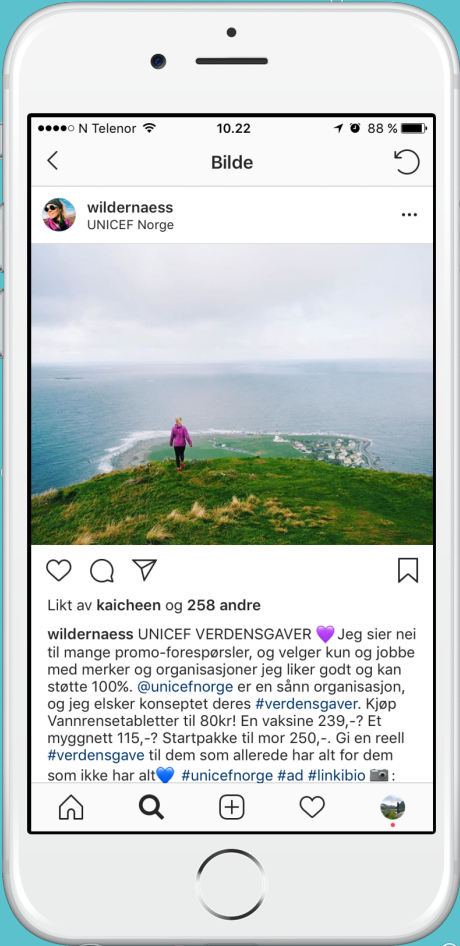 N Telenor 10.22 88 %
Bilde
wildernaess
UNICEF Norge
Likt av kaicheen og 258 andre
wildernaess UNICEF VERDENSGAVER 💜 Jeg sier nei
til mange promo-forespørsler, og velger kun og jobbe
med merker og organisasjoner jeg liker godt og kan
støtte 100%. @unicefnorge er en sånn organisasjon,
og jeg elsker konseptet deres #verdensgaver. Kjøp
Vannrensetabletter til 80kr! En vaksine 239,-? Et
myggnett 115,-? Startpakke til mor 250,-. Gi en reell
#verdensgave til dem som allerede har alt for dem
som ikke har alt💙 #unicefnorge #ad #linkibio 📷: